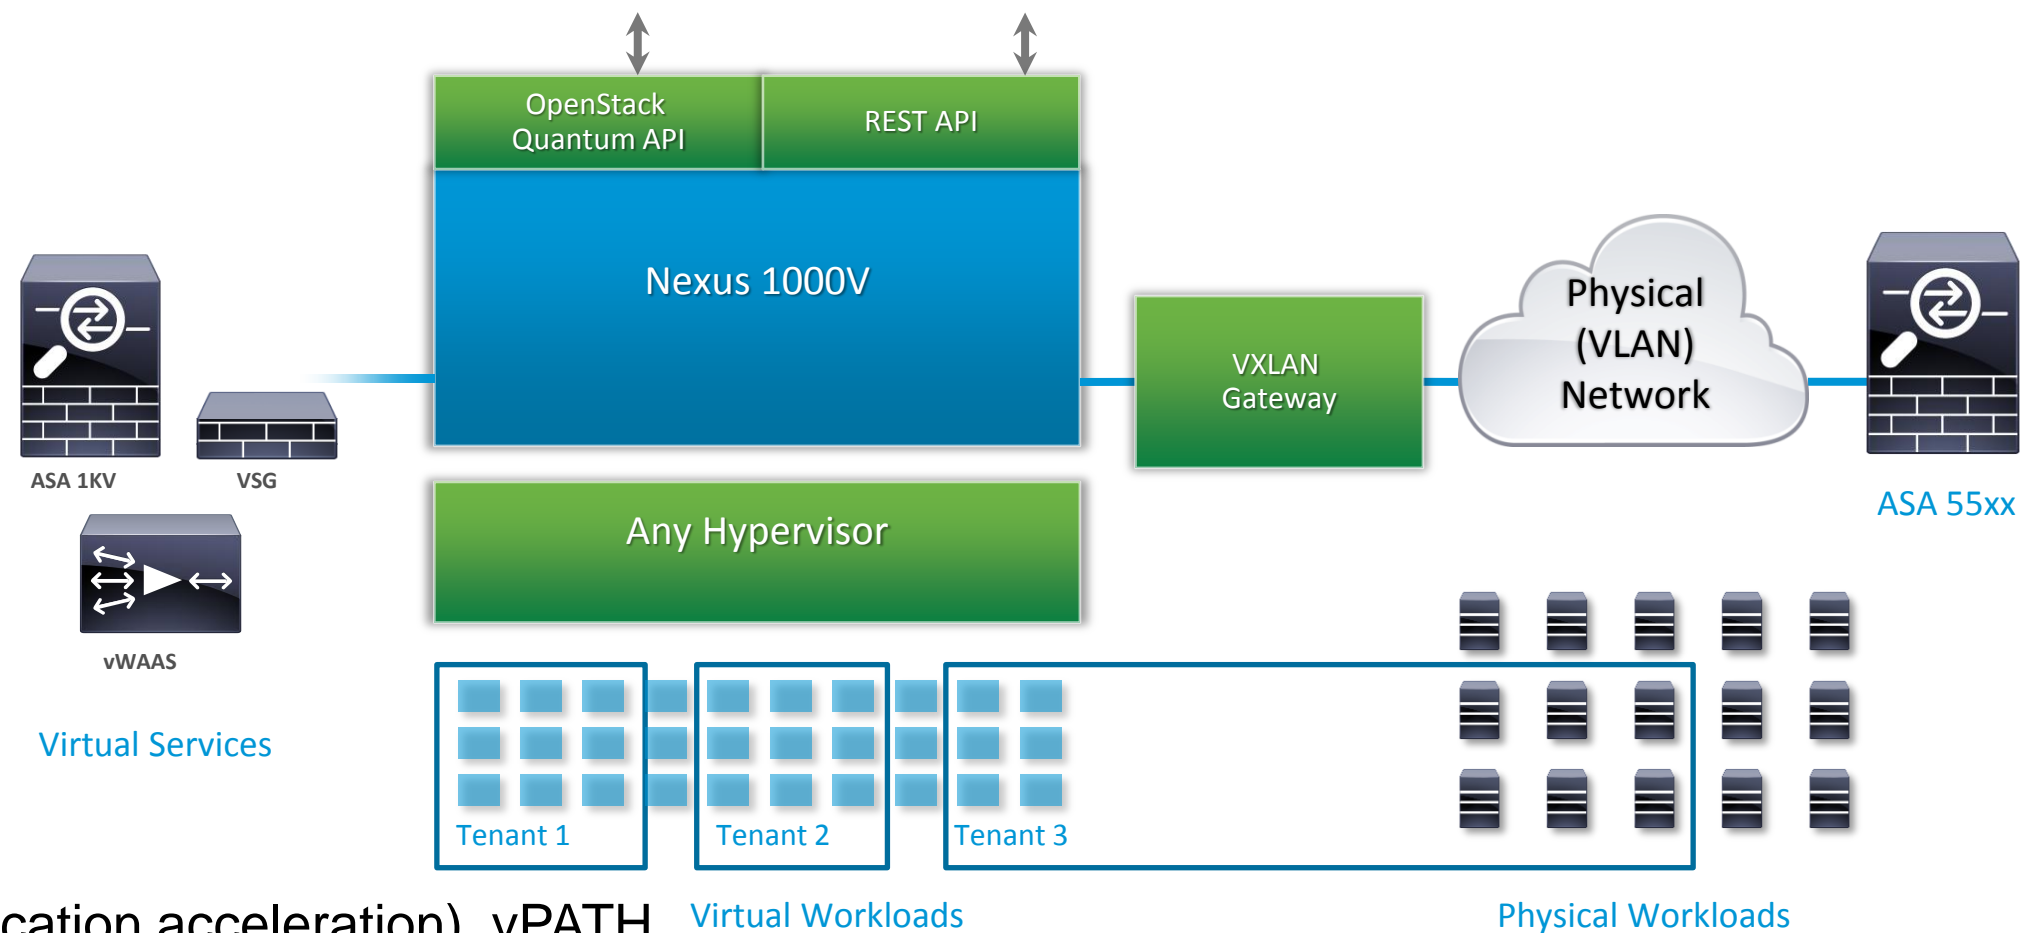 OpenStack
Quantum API
REST API
Nexus 1000V
Physical
(VLAN)
Network
VXLAN
Gateway
ASA 1KV
VSG
ASA 55xx
Any Hypervisor
vWAAS
Virtual Services
Tenant 1
Tenant 2
Tenant 3
Virtual Workloads
Physical Workloads
acceleration), vPATH